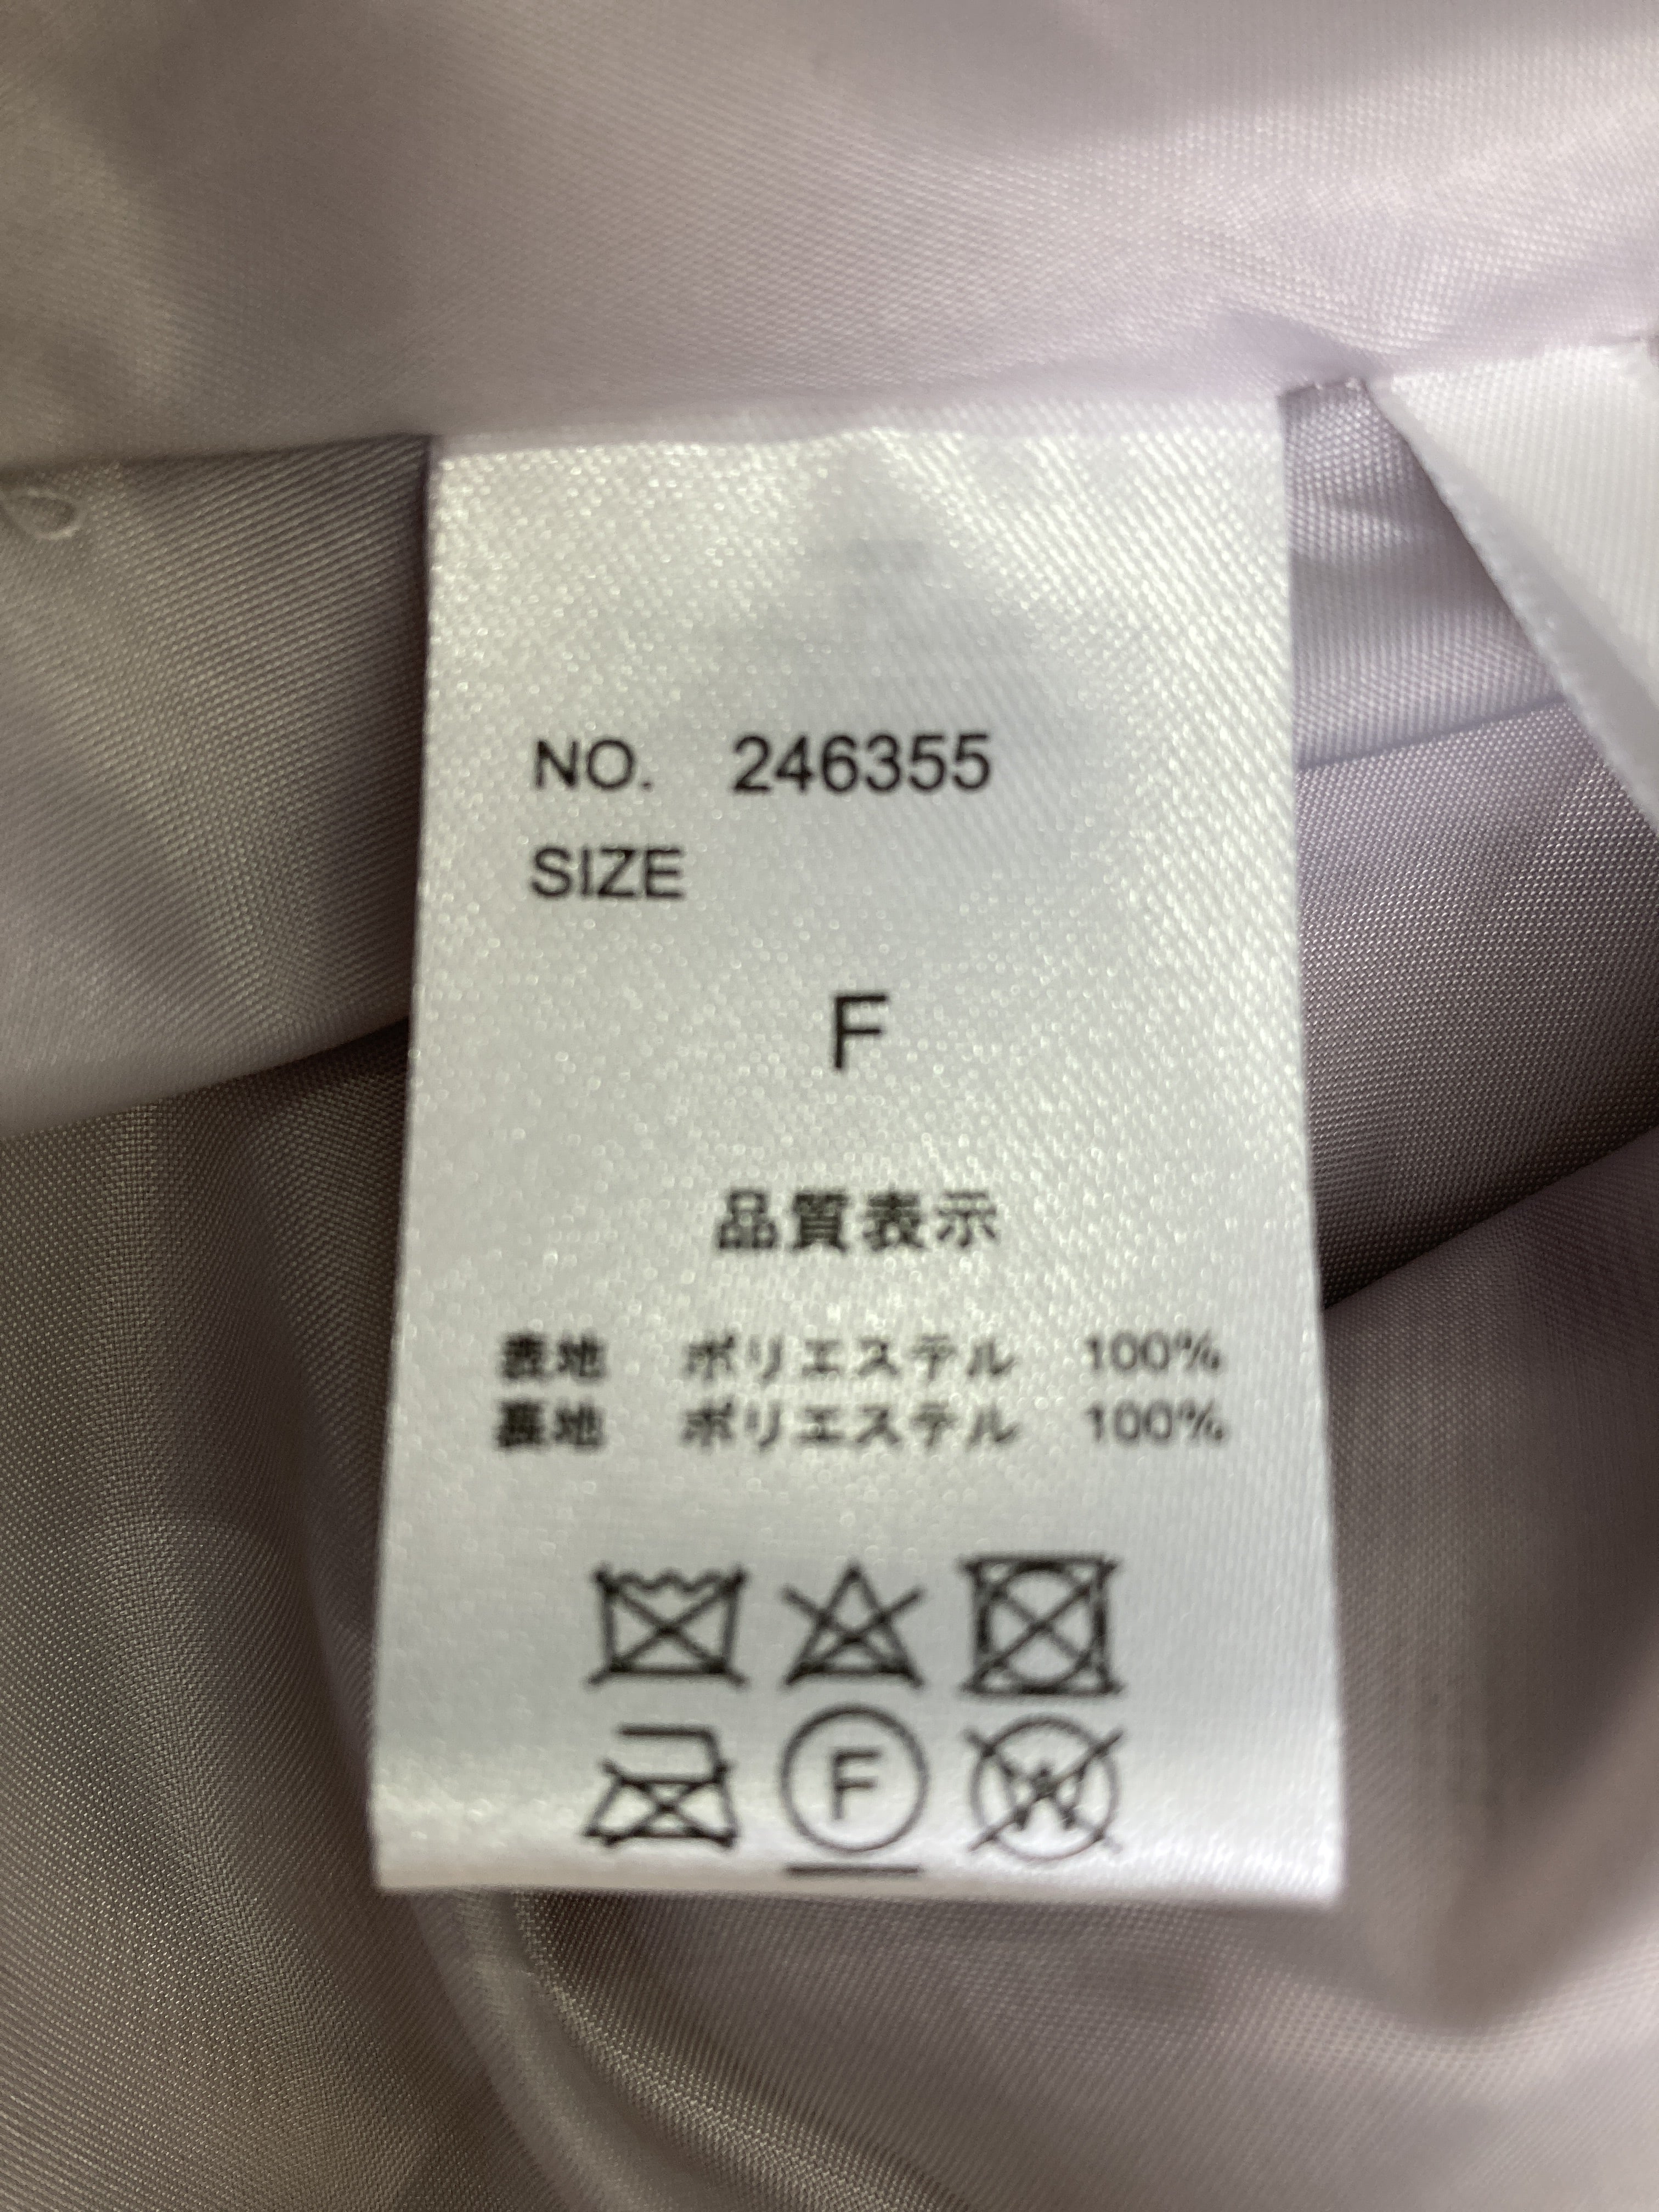 NO. 246355
SIZE
F
品質表示
表地 ポリエステル 100%
裏地 ポリエステル 100%
F W